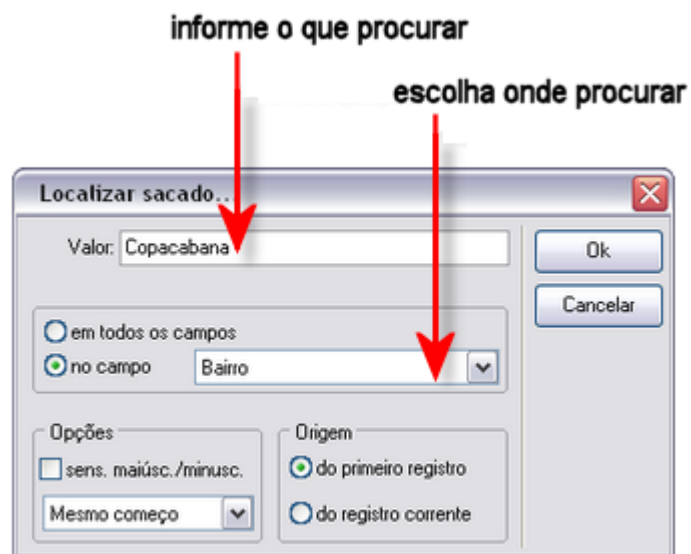 informe o que procurar
escolha onde procurar
Localizar sacado...
Valor: Copacabana
Ok
Cancelar
em todos os campos
no campo Bairro
Opções
sens. maiúsc./minusc.
Mesmo começo
Origem
do primeiro registro
do registro corrente